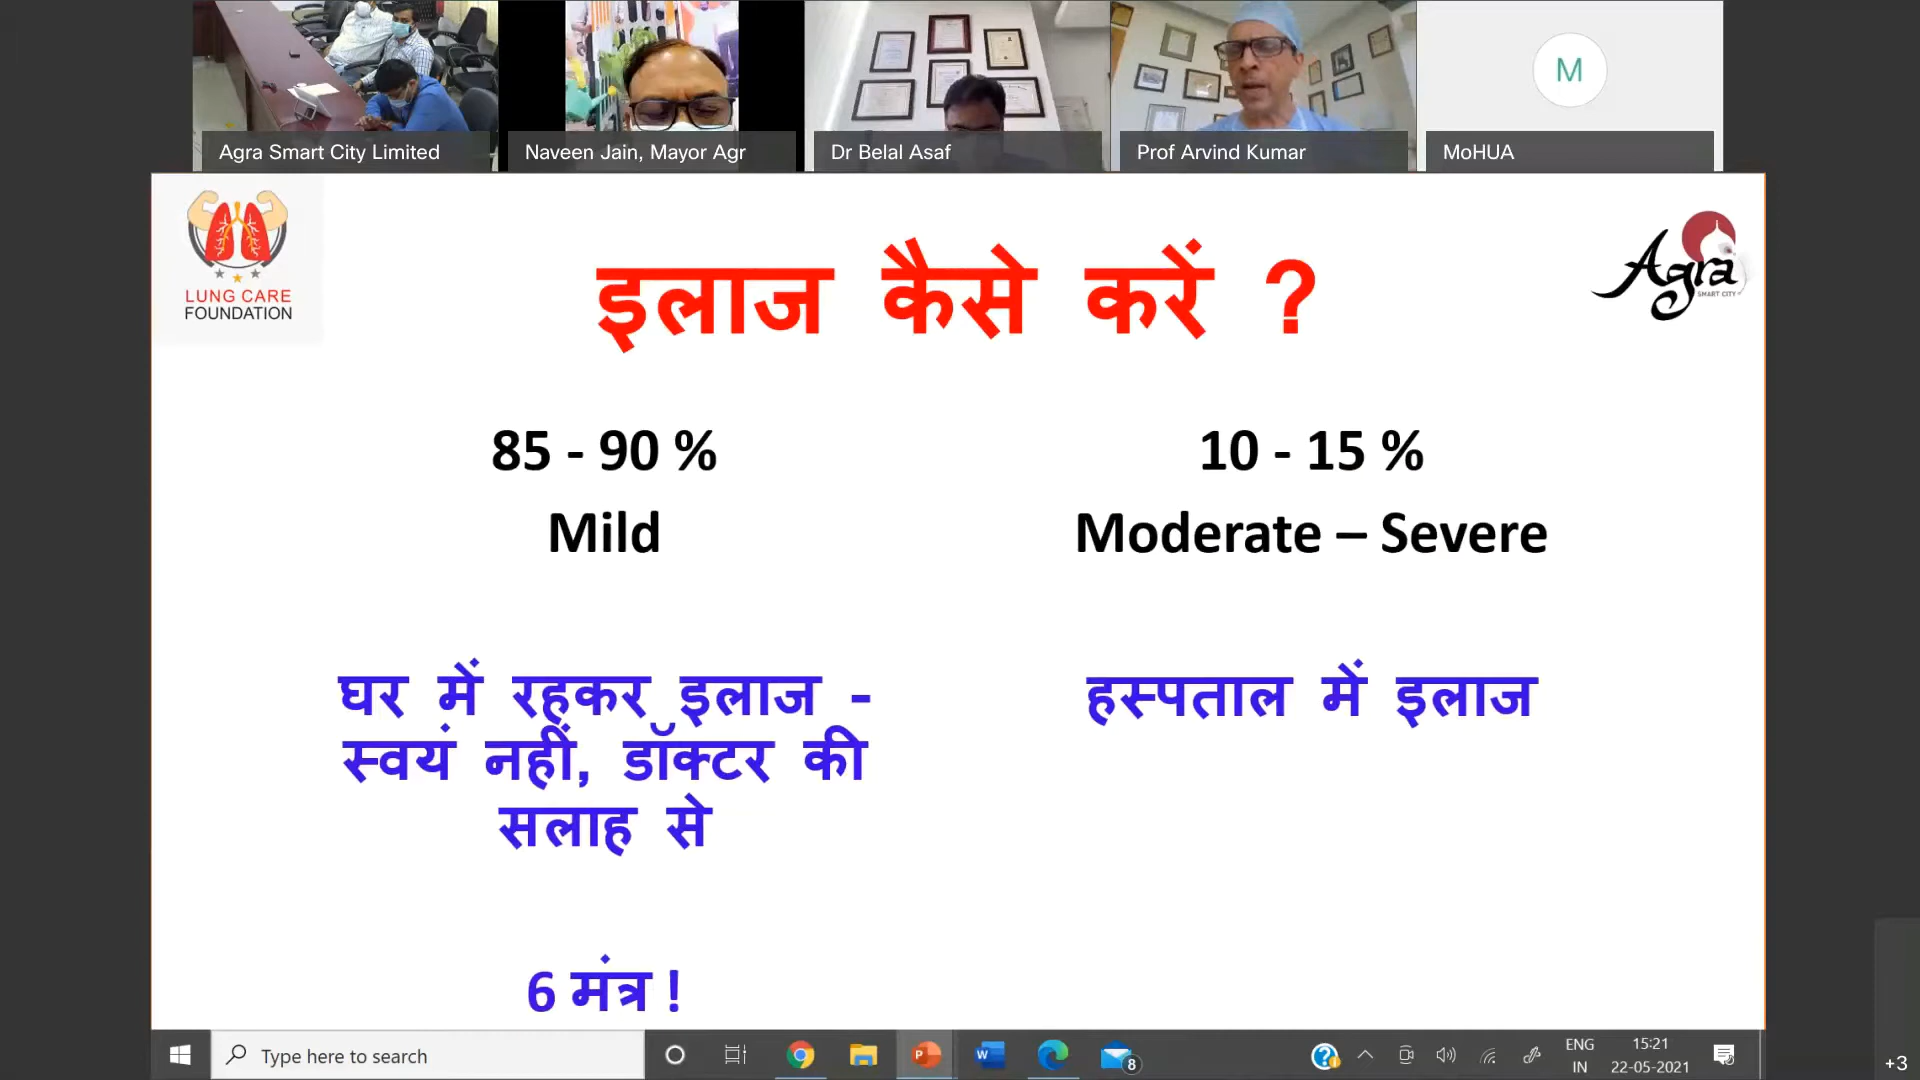 Agra Smart City Limited
Naveen Jain, Mayor Agr
Dr Belal Asaf
Prof Arvind Kumar
M
MoHUA
LUNG CARE
FOUNDATION
Agra
SMART CITY
इलाज कैसे करें ?
85 - 90 %
Mild
10 - 15 %
Moderate – Severe
घर में रहकर इलाज -
स्वयं नहीं, डॉक्टर की
सलाह से
हस्पताल में इलाज
6 मंत्र !
Type here to search
8
ENG
IN
15:21
22-05-2021
+3